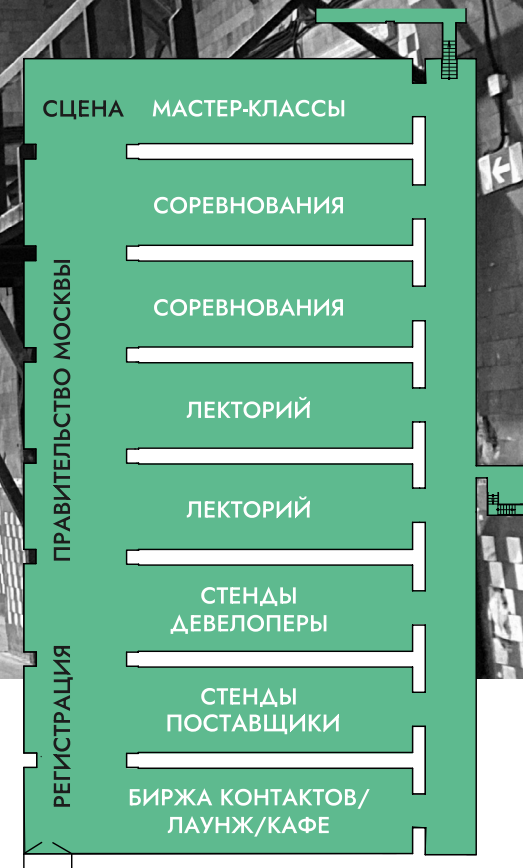 СЦЕНА
МАСТЕР-КЛАССЫ
СОРЕВНОВАНИЯ
СОРЕВНОВАНИЯ
ПРАВИТЕЛЬСТВО МОСКВЫ
ЛЕКТОРИЙ
ЛЕКТОРИЙ
СТЕНДЫ
ДЕВЕЛОПЕРЫ
РЕГИСТРАЦИЯ
СТЕНДЫ
ПОСТАВЩИКИ
БИРЖА КОНТАКТОВ/
ЛАУНЖ/КАФЕ